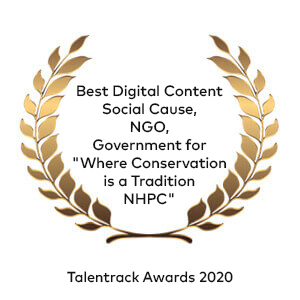 Best Digital Content
Social Cause,
NGO,
Government for
"Where Conservation
is a Tradition
NHPC"
Talentrack Awards 2020